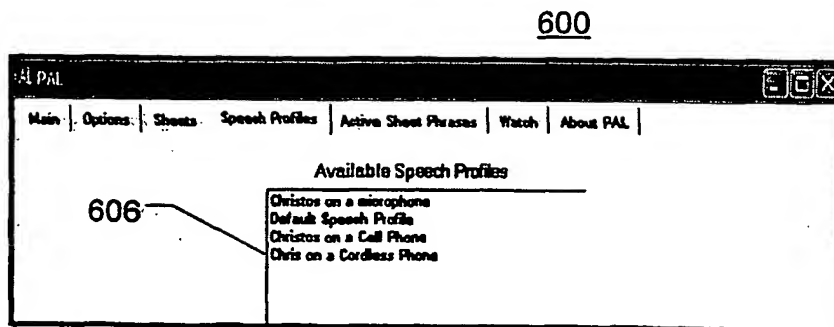 600
PAL
Main Options Sheets Speech Profiles Active Sheet Phrases Watch About PAL
Available Speech Profiles
606
Christos on a microphone
Default Speech Profile
Christos on a Cell Phone
Chris on a Cordless Phone